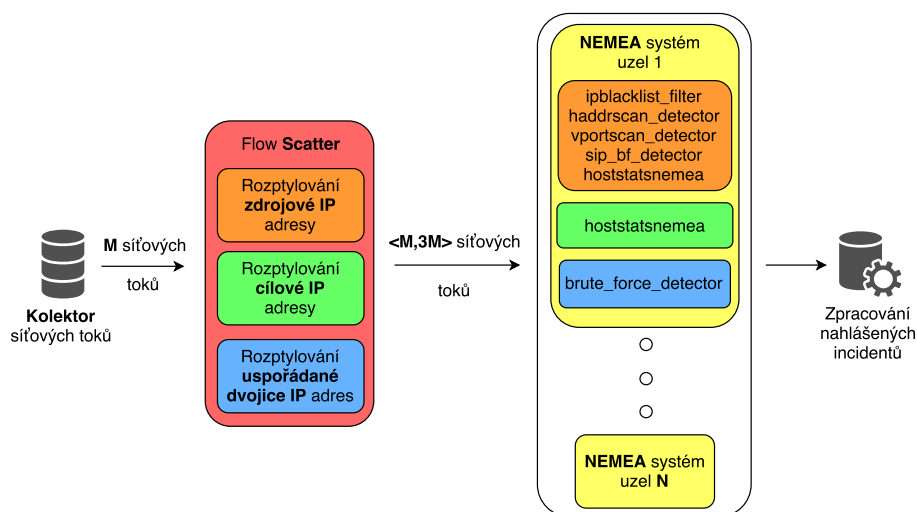 Kolektor
síťových toků
M síťových
toků
Flow Scatter
Rozptylování
zdrojové IP
adresy
Rozptylování
cílové IP
adresy
Rozptylování
uspořádané
dvojice IP adres
<M,3M> síťových
toků
NEMEA systém
uzel 1
ipblacklist_filter
haddrscan_detector
vportscan_detector
sip_bf_detector
hoststatsnemea
hoststatsnemea
brute_force_detector
NEMEA systém
uzel N
Zpracování
nahlášených
incidentů